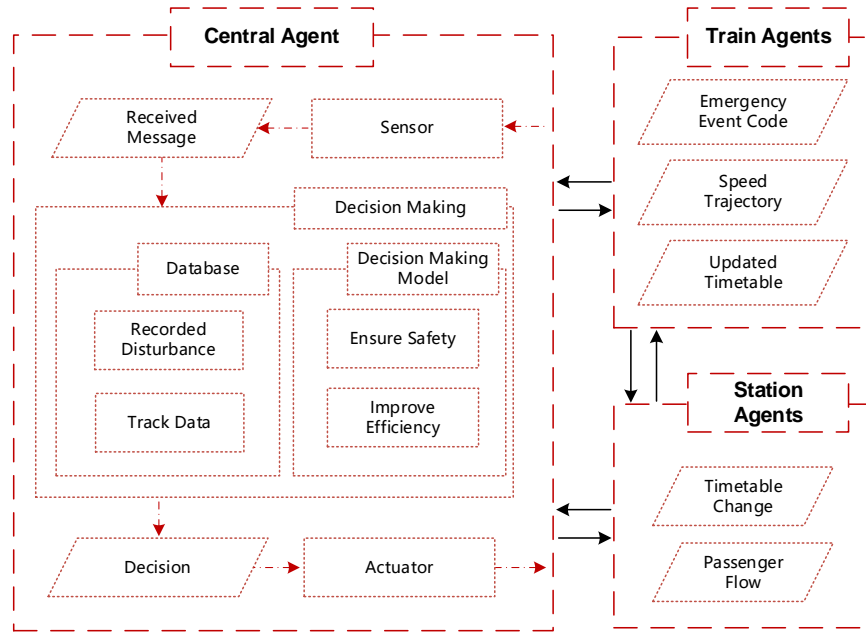 Central Agent
Received
Message
Sensor
Decision Making
Database
Decision Making
Model
Recorded
Disturbance
Ensure Safety
Track Data
Improve
Efficiency
Decision
Actuator
Train Agents
Emergency
Event Code
Speed
Trajectory
Updated
Timetable
Station
Agents
Timetable
Change
Passenger
Flow